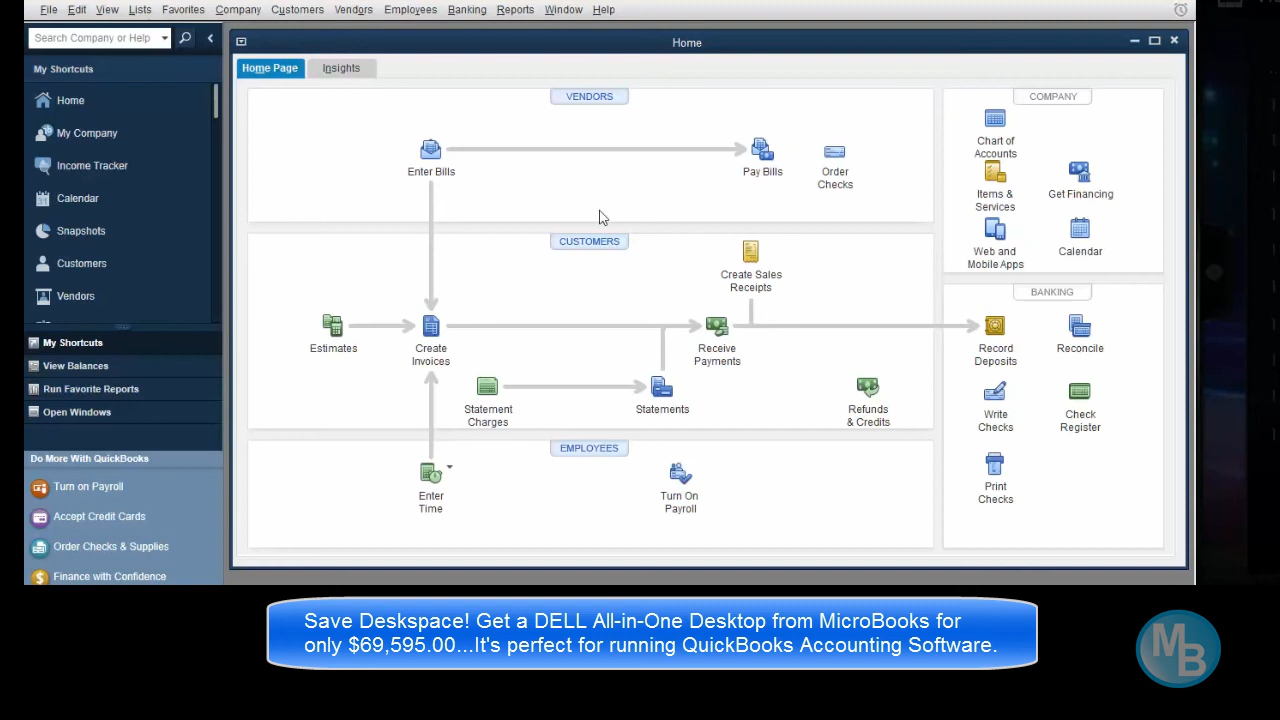 File Edit View Lists Favorites Company Customers Vendors Employees Banking Reports Window Help
Search Company or Help
My Shortcuts
Home
My Company
Income Tracker
Calendar
Snapshots
Customers
Vendors
My Shortcuts
View Balances
Run Favorite Reports
Open Windows
Do More With QuickBooks
Turn on Payroll
Accept Credit Cards
Order Checks & Supplies
Finance with Confidence
Home
Home Page
Insights
VENDORS
Enter Bills
Pay Bills
Order
Checks
CUSTOMERS
Create Sales
Receipts
Estimates
Create
Invoices
Receive
Payments
Statement
Charges
Statements
Refunds
& Credits
EMPLOYEES
Enter
Time
Turn On
Payroll
COMPANY
Chart of
Accounts
Items &
Services
Get Financing
Web and
Mobile Apps
Calendar
BANKING
Record
Deposits
Reconcile
Write
Checks
Check
Register
Print
Checks
Save Deskspace! Get a DELL All-in-One Desktop from MicroBooks for
only $69,595.00...It's perfect for running QuickBooks Accounting Software.
MB